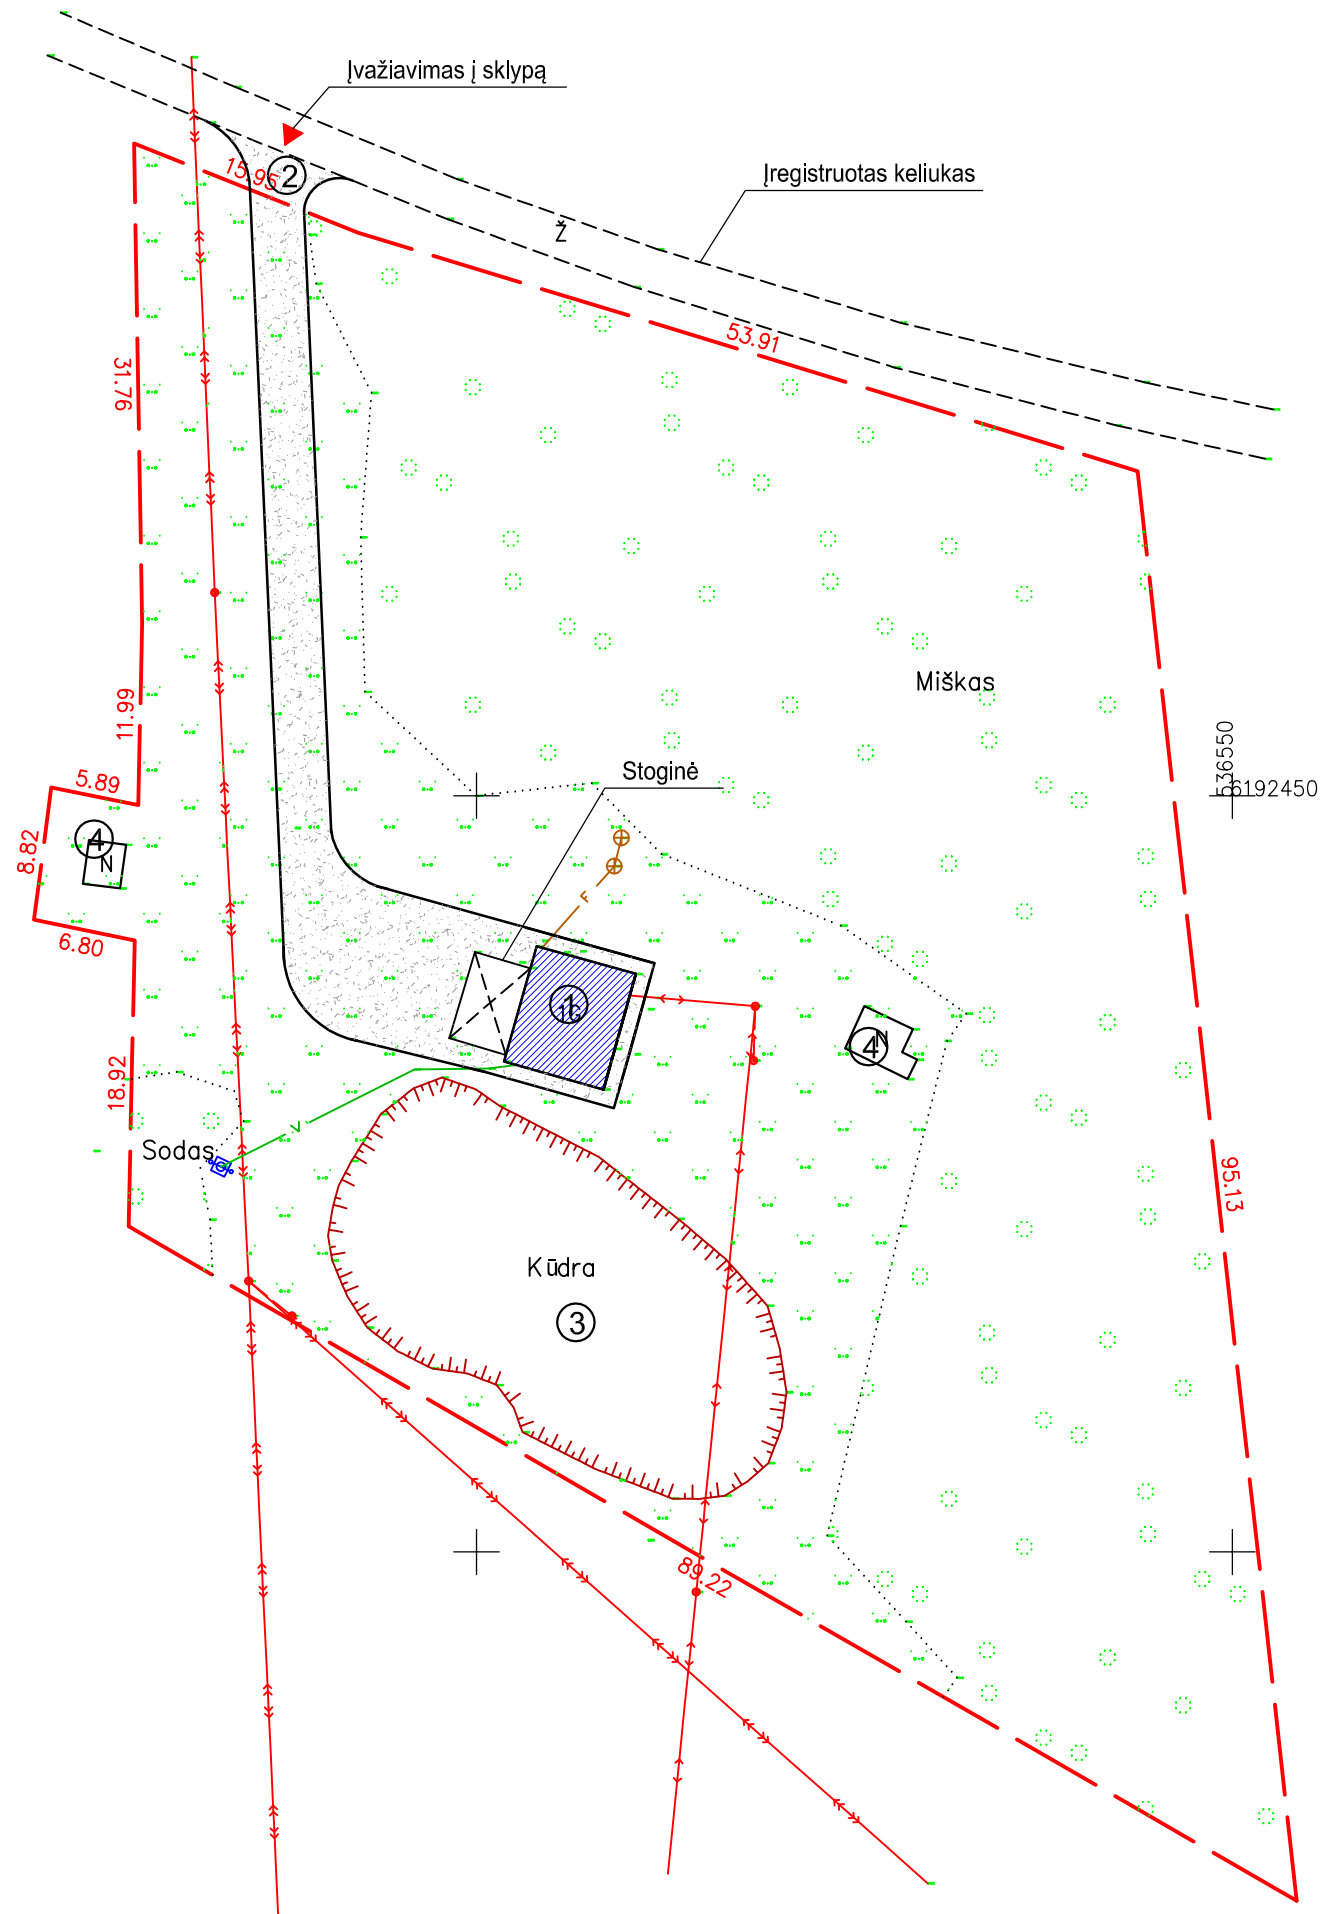 Įvažiavimas į sklypą
15.95
2
Įregistruotas keliukas
Ž
53.91
31.76
Miškas
11.99
536550
6192450
Stoginė
5.89
4
N
8.82
6.80
F
1
1G
N
4
18.92
V
Sodas
95.13
Kūdra
3
89.22